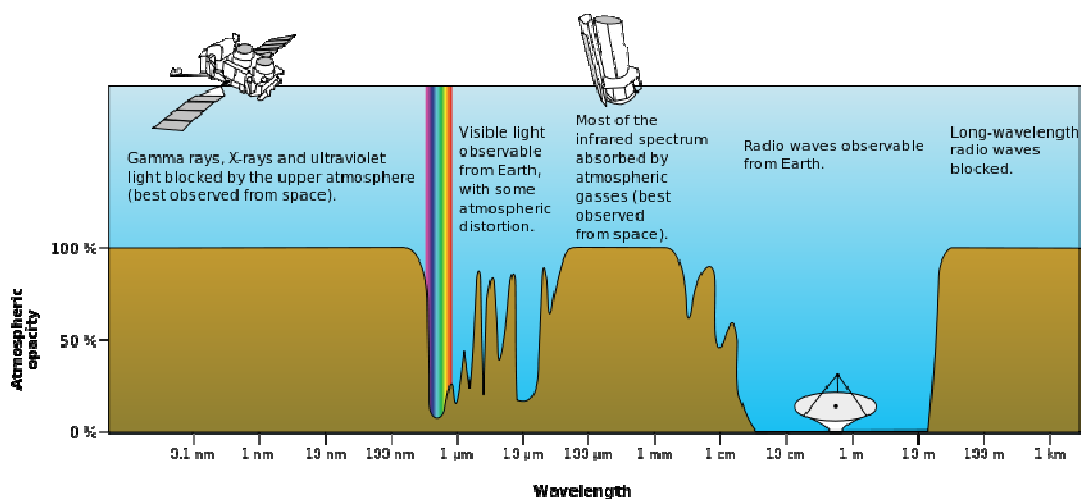 Gamma rays, X-rays and ultraviolet
light blocked by the upper atmosphere
(best observed from space).
Visible light
observable
from Earth,
with some
atmospheric
distortion.
Most of the
infrared spectrum
absorbed by
atmospheric
gasses (best
observed
from space).
Radio waves observable
from Earth.
Long-wavelength
radio waves
blocked.
Atmospheric
opacity
100 %
50 %
0 %
0.1 nm 1 nm 10 nm 100 nm 1 µm 10 µm 100 µm 1 mm 1 cm 10 cm 1 m 10 m 100 m 1 km
Wavelength